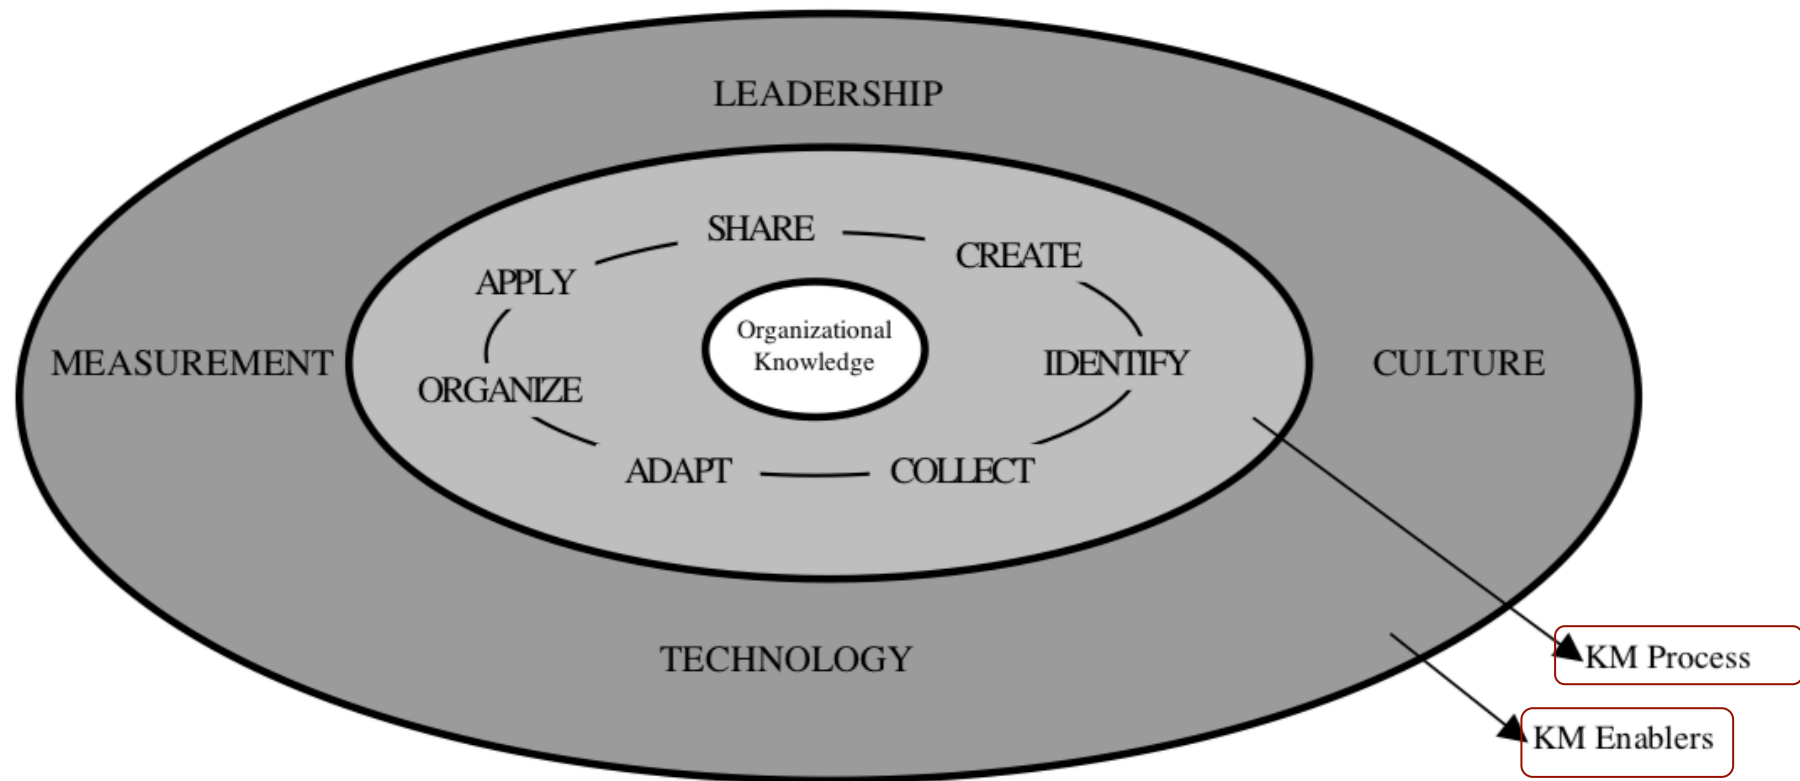 LEADERSHIP
SHARE
CREATE
APPLY
Organizational
Knowledge
MEASUREMENT
IDENTIFY
CULTURE
ORGANIZE
ADAPT
COLLECT
TECHNOLOGY
KM Process
KM Enablers